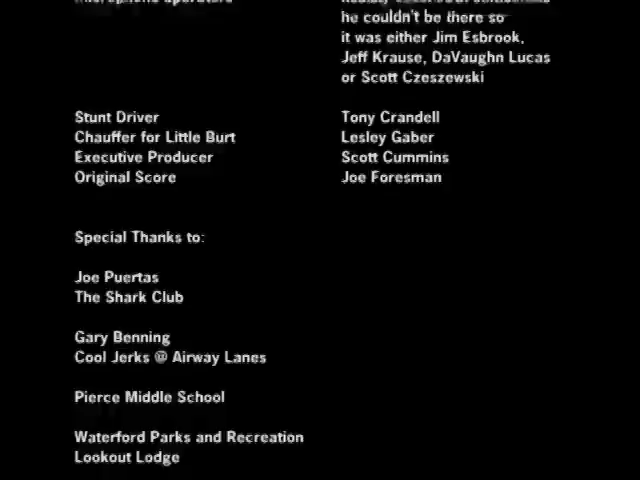 he couldn't be there so
it was either Jim Esbrook,
Jeff Krause, DaVaughn Lucas
or Scott Czeszewski
Stunt Driver Tony Crandell
Chauffer for Little Burt Lesley Gaber
Executive Producer Scott Cummins
Original Score Joe Foresman
Special Thanks to:
Joe Puertas
The Shark Club
Gary Benning
Cool Jerks @ Airway Lanes
Pierce Middle School
Waterford Parks and Recreation
Lookout Lodge